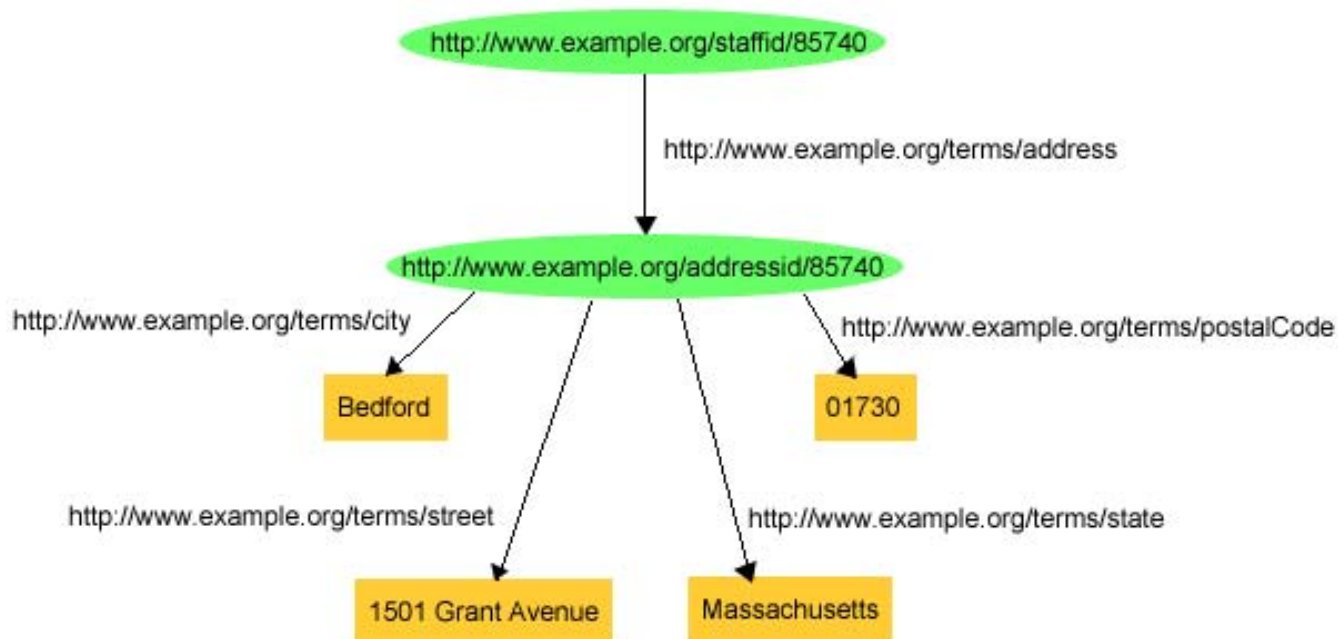 http://www.example.org/staffid/85740
http://www.example.org/terms/address
http://www.example.org/addressid/85740
http://www.example.org/terms/city
http://www.example.org/terms/postalCode
Bedford
01730
http://www.example.org/terms/street
http://www.example.org/terms/state
1501 Grant Avenue
Massachusetts